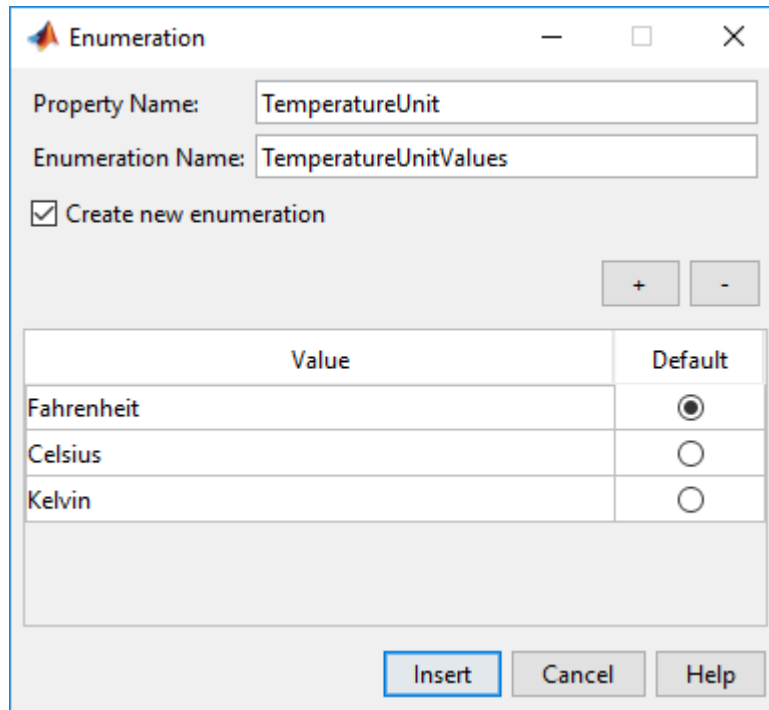 Enumeration
Property Name: TemperatureUnit
Enumeration Name: TemperatureUnitValues
Create new enumeration
+ -
Value Default
Fahrenheit
Celsius
Kelvin
Insert Cancel Help